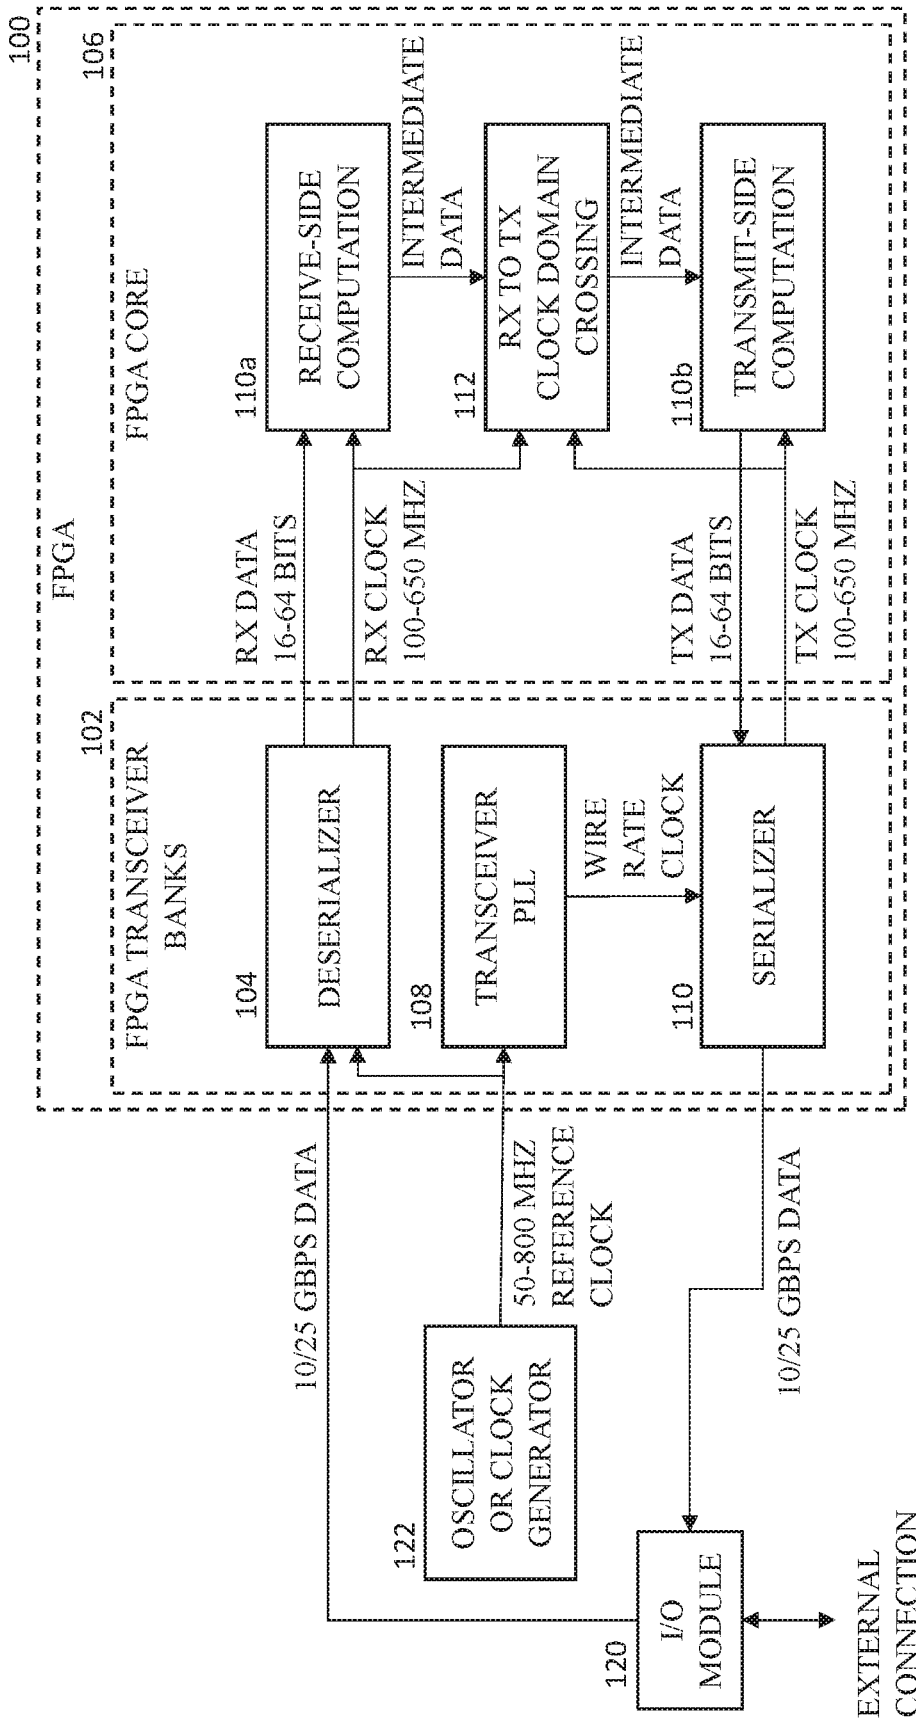 100
FPGA
FPGA TRANSCEIVER
BANKS
102
FPGA CORE
106
10/25 GBPS DATA
104
DESERIALIZER
RX DATA
16-64 BITS
RX CLOCK
100-650 MHZ
110a
RECEIVE-SIDE
COMPUTATION
INTERMEDIATE
DATA
122
OSCILLATOR
OR CLOCK
GENERATOR
50-800 MHZ
REFERENCE
CLOCK
108
TRANSCEIVER
PLL
WIRE
RATE
CLOCK
112
RX TO TX
CLOCK DOMAIN
CROSSING
INTERMEDIATE
DATA
120
I/O
MODULE
EXTERNAL
CONNECTION
10/25 GBPS DATA
110
SERIALIZER
TX DATA
16-64 BITS
TX CLOCK
100-650 MHZ
110b
TRANSMIT-SIDE
COMPUTATION